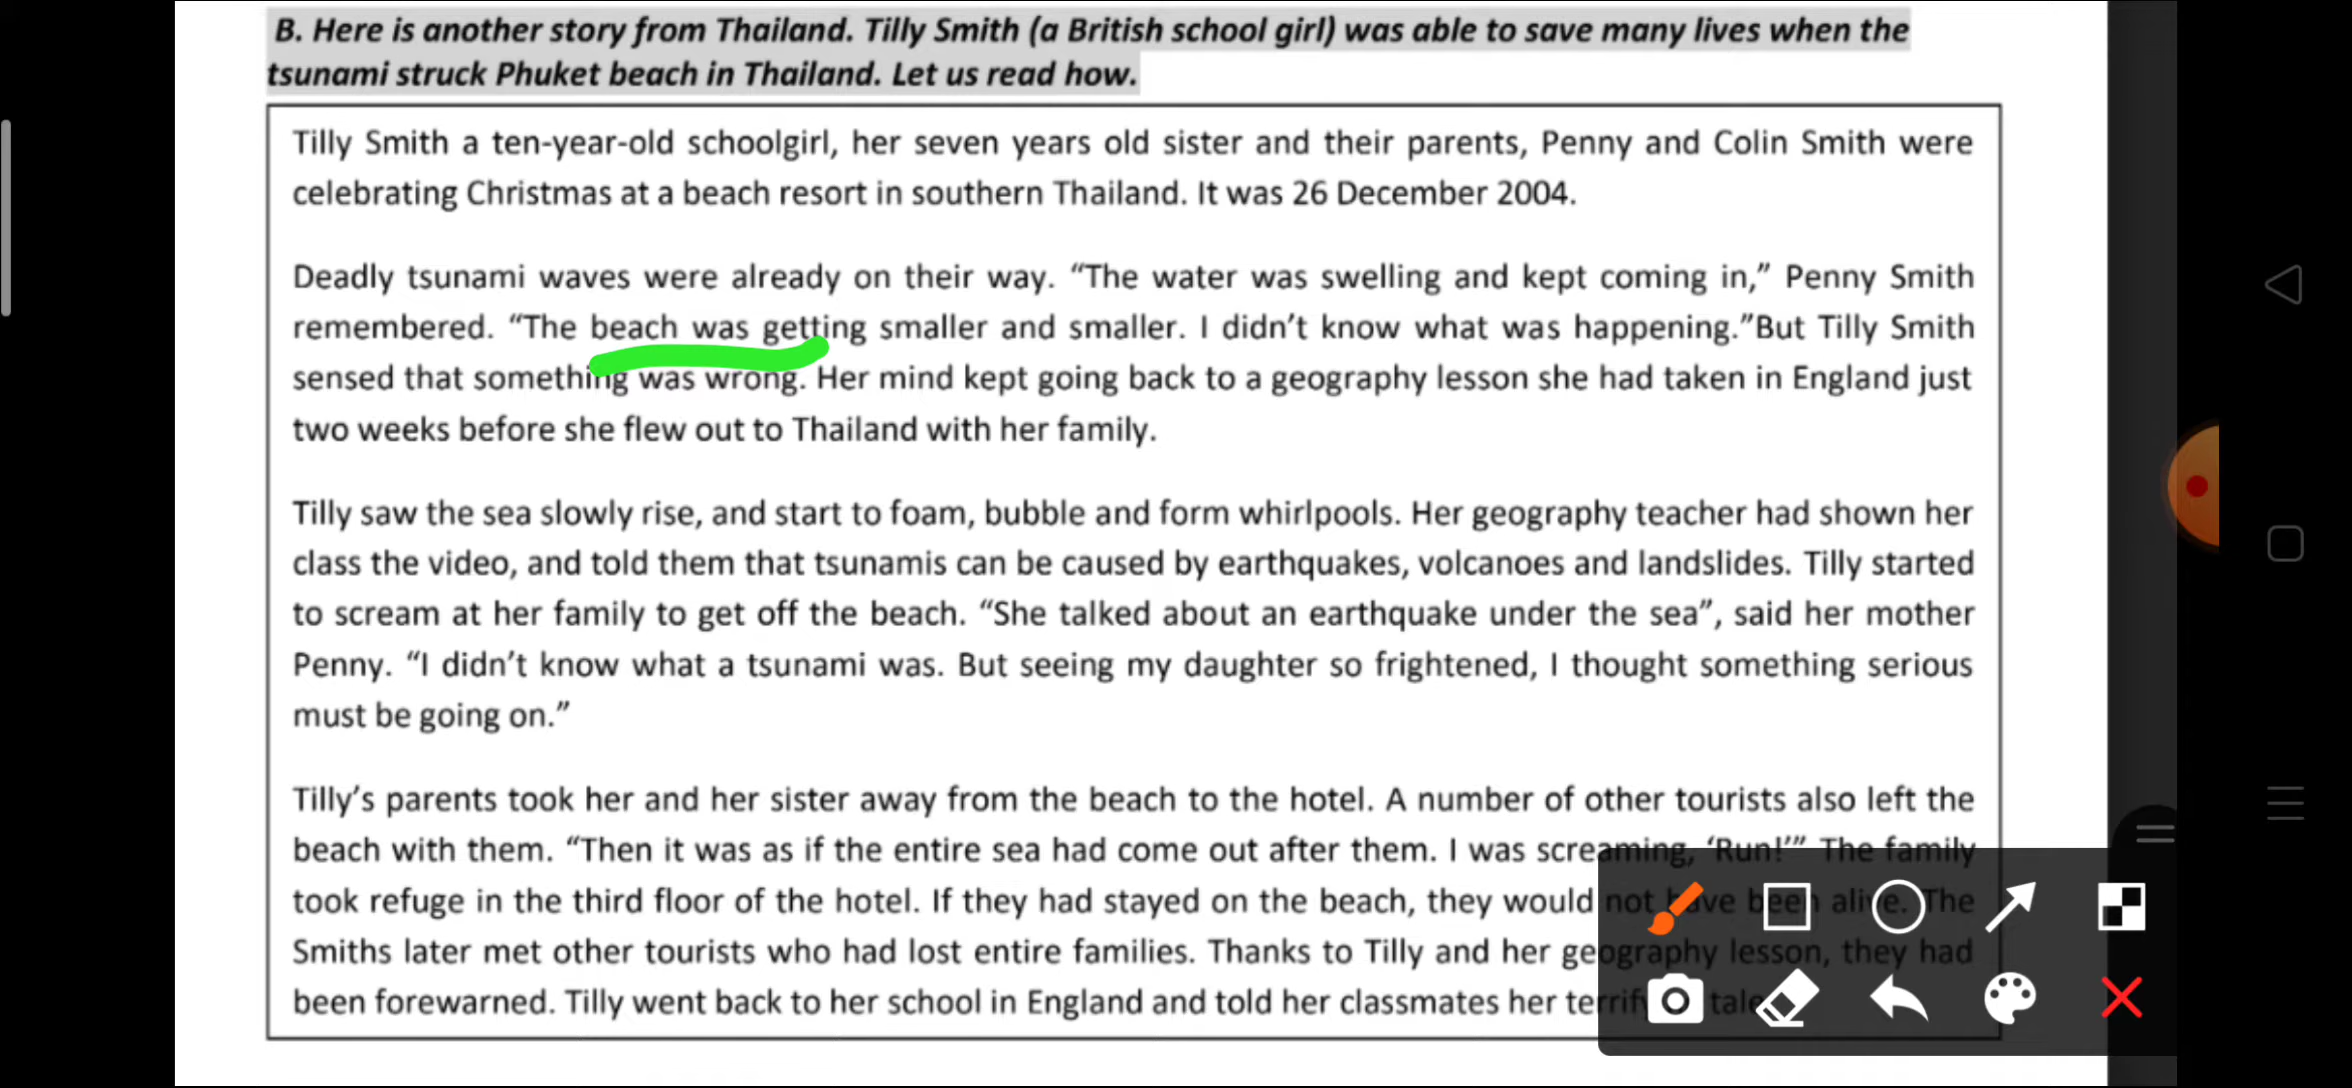 B. Here is another story from Thailand. Tilly Smith (a British school girl) was able to save many lives when the
tsunami struck Phuket beach in Thailand. Let us read how.
Tilly Smith a ten-year-old schoolgirl, her seven years old sister and their parents, Penny and Colin Smith were
celebrating Christmas at a beach resort in southern Thailand. It was 26 December 2004.
Deadly tsunami waves were already on their way. “The water was swelling and kept coming in,” Penny Smith
remembered. “The beach was getting smaller and smaller. I didn’t know what was happening.”But Tilly Smith
sensed that something was wrong. Her mind kept going back to a geography lesson she had taken in England just
two weeks before she flew out to Thailand with her family.
Tilly saw the sea slowly rise, and start to foam, bubble and form whirlpools. Her geography teacher had shown her
class the video, and told them that tsunamis can be caused by earthquakes, volcanoes and landslides. Tilly started
to scream at her family to get off the beach. “She talked about an earthquake under the sea”, said her mother
Penny. “I didn’t know what a tsunami was. But seeing my daughter so frightened, I thought something serious
must be going on.”
Tilly’s parents took her and her sister away from the beach to the hotel. A number of other tourists also left the
beach with them. “Then it was as if the entire sea had come out after them. I was screaming, ‘Run!’” The family
took refuge in the third floor of the hotel. If they had stayed on the beach, they would not have been alive. The
Smiths later met other tourists who had lost entire families. Thanks to Tilly and her geography lesson, they had
been forewarned. Tilly went back to her school in England and told her classmates her